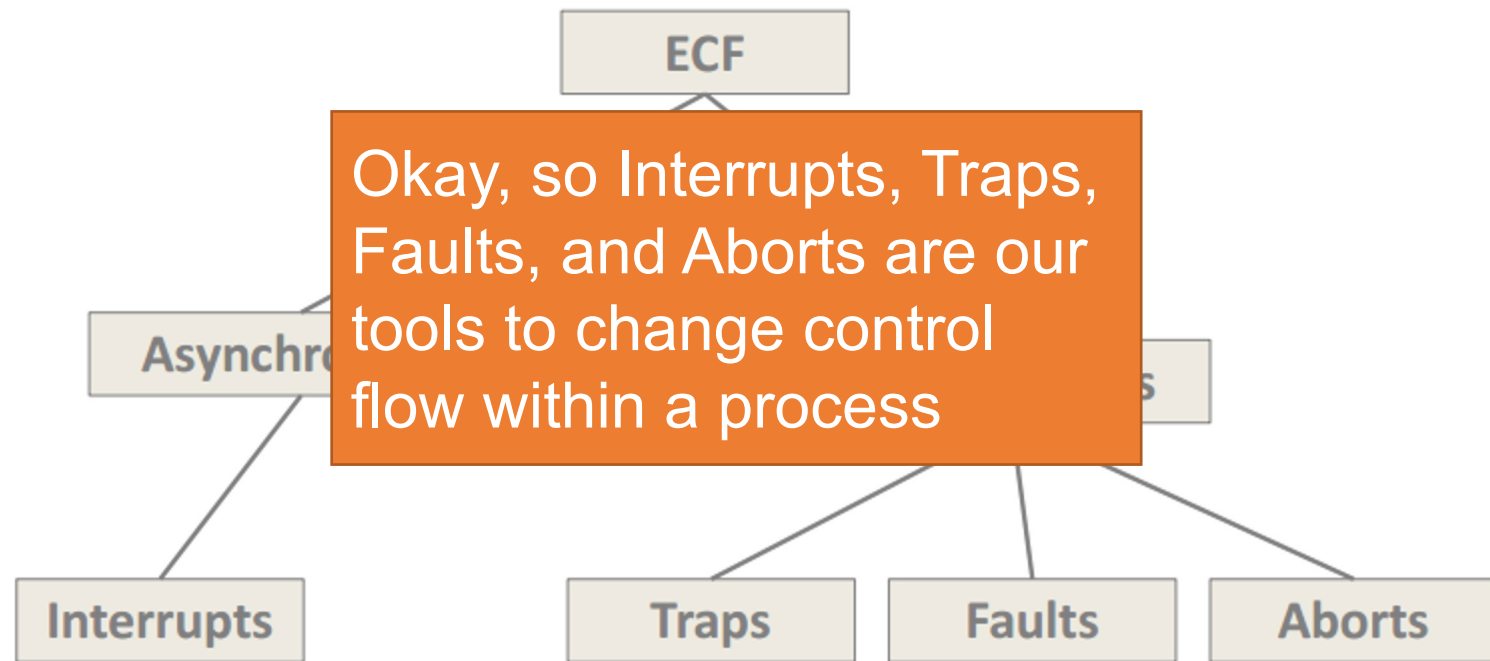 ECF
Okay, so Interrupts, Traps,
Faults, and Aborts are our
tools to change control
flow within a process
Interrupts
Traps
Faults
Aborts